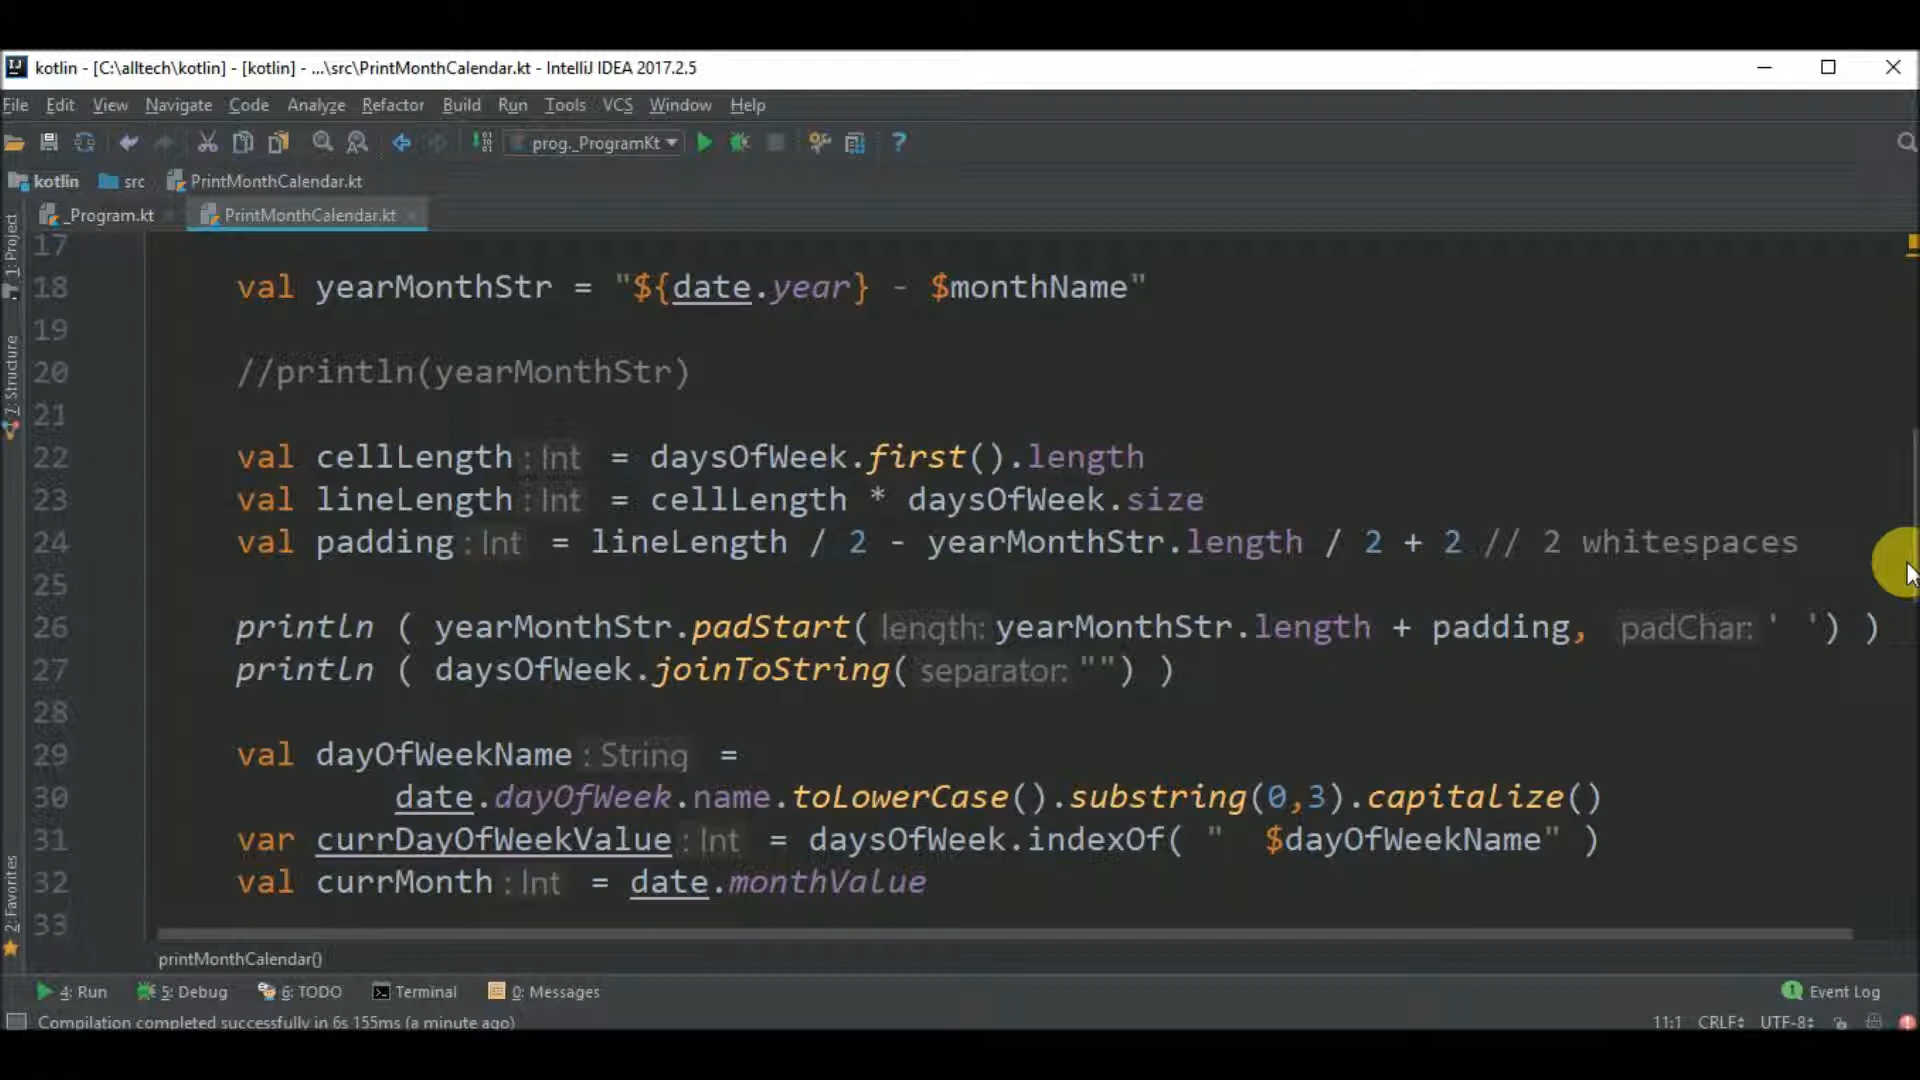 kotlin - [C:\alltech\kotlin] - [kotlin] - ...\src\PrintMonthCalendar.kt - IntelliJ IDEA 2017.2.5
File Edit View Navigate Code Analyze Refactor Build Run Tools VCS Window Help
prog._ProgramKt
kotlin src PrintMonthCalendar.kt
_Program.kt PrintMonthCalendar.kt
1: Project
7: Structure
2: Favorites
17
18 val yearMonthStr = "${date.year} - $monthName"
19
20 //println(yearMonthStr)
21
22 val cellLength: Int = daysOfWeek.first().length
23 val lineLength: Int = cellLength * daysOfWeek.size
24 val padding: Int = lineLength / 2 - yearMonthStr.length / 2 + 2 // 2 whitespaces
25
26 println ( yearMonthStr.padStart( length: yearMonthStr.length + padding, padChar: ' ') )
27 println ( daysOfWeek.joinToString( separator: "") )
28
29 val dayOfWeekName: String =
30 date.dayOfWeek.name.toLowerCase().substring(0,3).capitalize()
31 var currDayOfWeekValue: Int = daysOfWeek.indexOf( "  $dayOfWeekName" )
32 val currMonth: Int = date.monthValue
33
printMonthCalendar()
4: Run 5: Debug 6: TODO Terminal 0: Messages 1 Event Log
Compilation completed successfully in 6s 155ms (a minute ago) 11:1 CRLF UTF-8